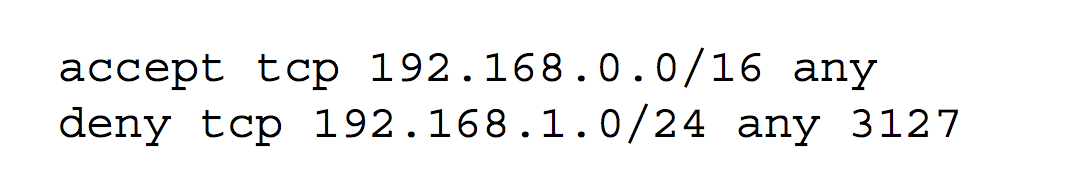 accept tcp 192.168.0.0/16 any
deny tcp 192.168.1.0/24 any 3127